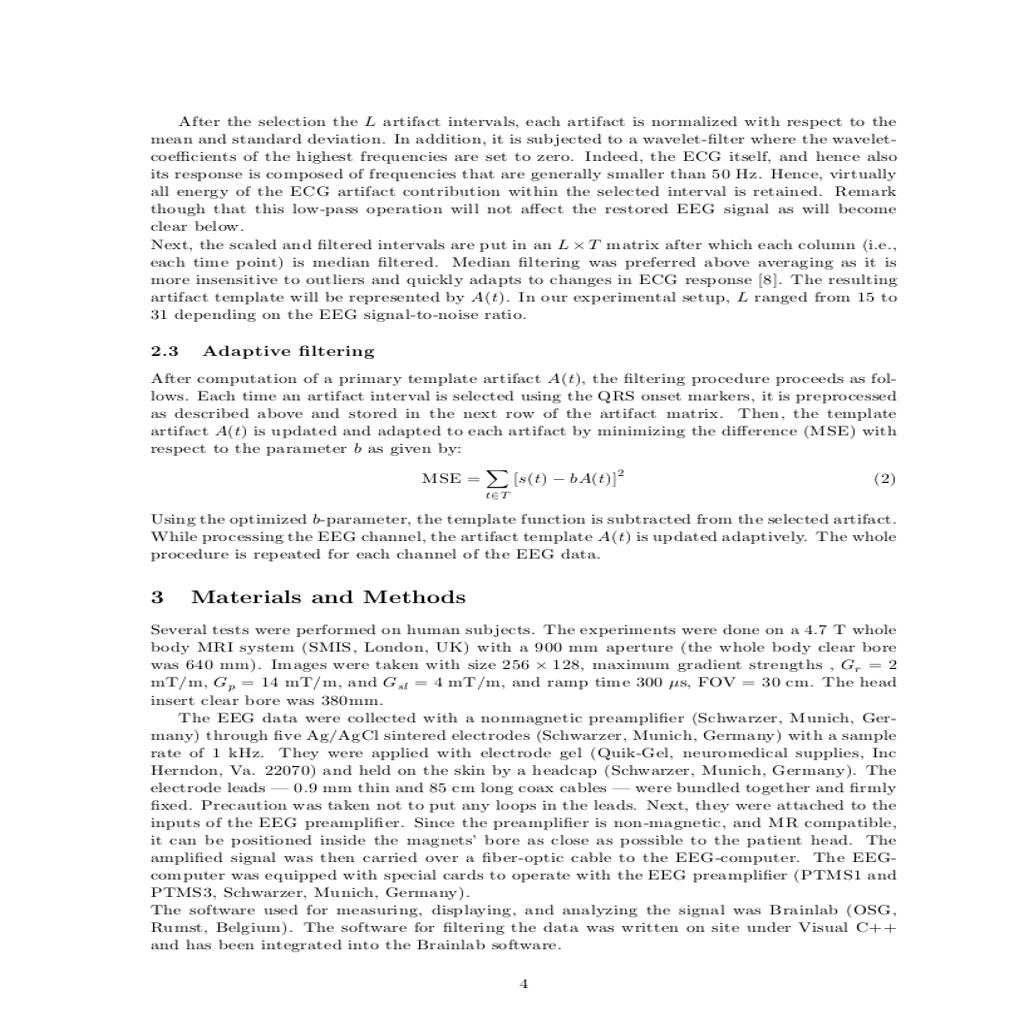 After the selection the L artifact intervals, each artifact is normalized with respect to the
mean and standard deviation. In addition, it is subjected to a wavelet-filter where the wavelet-
coefficients of the highest frequencies are set to zero. Indeed, the ECG itself, and hence also
its response is composed of frequencies that are generally smaller than 50 Hz. Hence, virtually
all energy of the ECG artifact contribution within the selected interval is retained. Remark
though that this low-pass operation will not affect the restored EEG signal as will become
clear below.
Next, the scaled and filtered intervals are put in an L × T matrix after which each column (i.e.,
each time point) is median filtered. Median filtering was preferred above averaging as it is
more insensitive to outliers and quickly adapts to changes in ECG response [8]. The resulting
artifact template will be represented by A(t). In our experimental setup, L ranged from 15 to
31 depending on the EEG signal-to-noise ratio.
2.3 Adaptive filtering
After computation of a primary template artifact A(t), the filtering procedure proceeds as fol-
lows. Each time an artifact interval is selected using the QRS onset markers, it is preprocessed
as described above and stored in the next row of the artifact matrix. Then, the template
artifact A(t) is updated and adapted to each artifact by minimizing the difference (MSE) with
respect to the parameter b as given by:
MSE = ∑_{t∈T} [s(t) − bA(t)]² (2)
Using the optimized b-parameter, the template function is subtracted from the selected artifact.
While processing the EEG channel, the artifact template A(t) is updated adaptively. The whole
procedure is repeated for each channel of the EEG data.
3 Materials and Methods
Several tests were performed on human subjects. The experiments were done on a 4.7 T whole
body MRI system (SMIS, London, UK) with a 900 mm aperture (the whole body clear bore
was 640 mm). Images were taken with size 256 × 128, maximum gradient strengths , G_r = 2
mT/m, G_p = 14 mT/m, and G_sl = 4 mT/m, and ramp time 300 μs, FOV = 30 cm. The head
insert clear bore was 380mm.
The EEG data were collected with a nonmagnetic preamplifier (Schwarzer, Munich, Ger-
many) through five Ag/AgCl sintered electrodes (Schwarzer, Munich, Germany) with a sample
rate of 1 kHz. They were applied with electrode gel (Quik-Gel, neuromedical supplies, Inc
Herndon, Va. 22070) and held on the skin by a headcap (Schwarzer, Munich, Germany). The
electrode leads — 0.9 mm thin and 85 cm long coax cables — were bundled together and firmly
fixed. Precaution was taken not to put any loops in the leads. Next, they were attached to the
inputs of the EEG preamplifier. Since the preamplifier is non-magnetic, and MR compatible,
it can be positioned inside the magnets' bore as close as possible to the patient head. The
amplified signal was then carried over a fiber-optic cable to the EEG-computer. The EEG-
computer was equipped with special cards to operate with the EEG preamplifier (PTMS1 and
PTMS3, Schwarzer, Munich, Germany).
The software used for measuring, displaying, and analyzing the signal was Brainlab (OSG,
Rumst, Belgium). The software for filtering the data was written on site under Visual C++
and has been integrated into the Brainlab software.
4